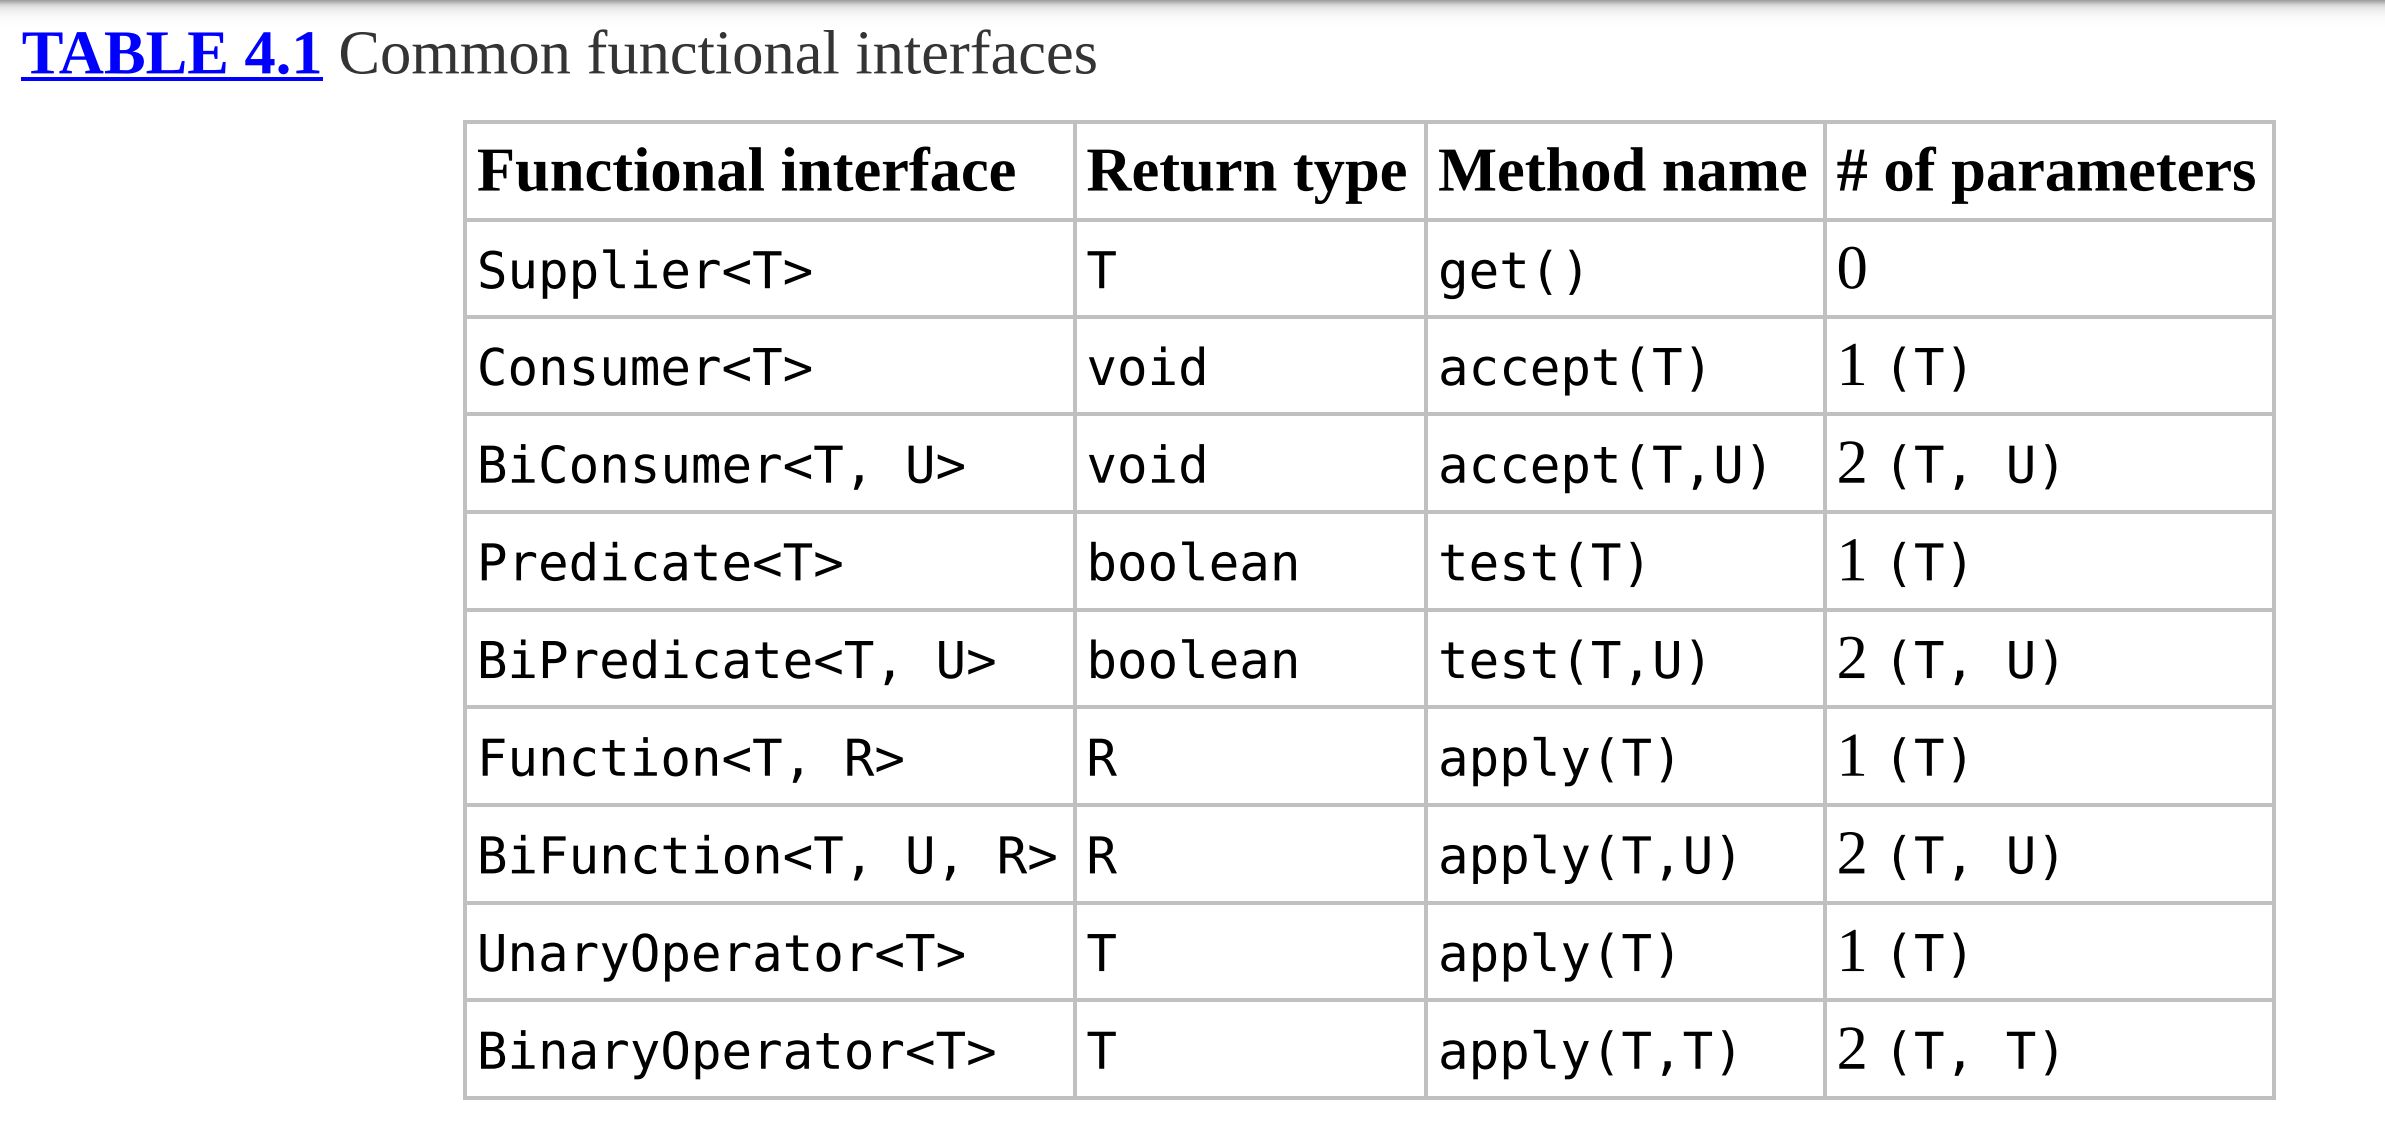 TABLE 4.1 Common functional interfaces
Functional interface Return type Method name # of parameters
Supplier<T> T get() 0
Consumer<T> void accept(T) 1 (T)
BiConsumer<T, U> void accept(T,U) 2 (T, U)
Predicate<T> boolean test(T) 1 (T)
BiPredicate<T, U> boolean test(T,U) 2 (T, U)
Function<T, R> R apply(T) 1 (T)
BiFunction<T, U, R> R apply(T,U) 2 (T, U)
UnaryOperator<T> T apply(T) 1 (T)
BinaryOperator<T> T apply(T,T) 2 (T, T)